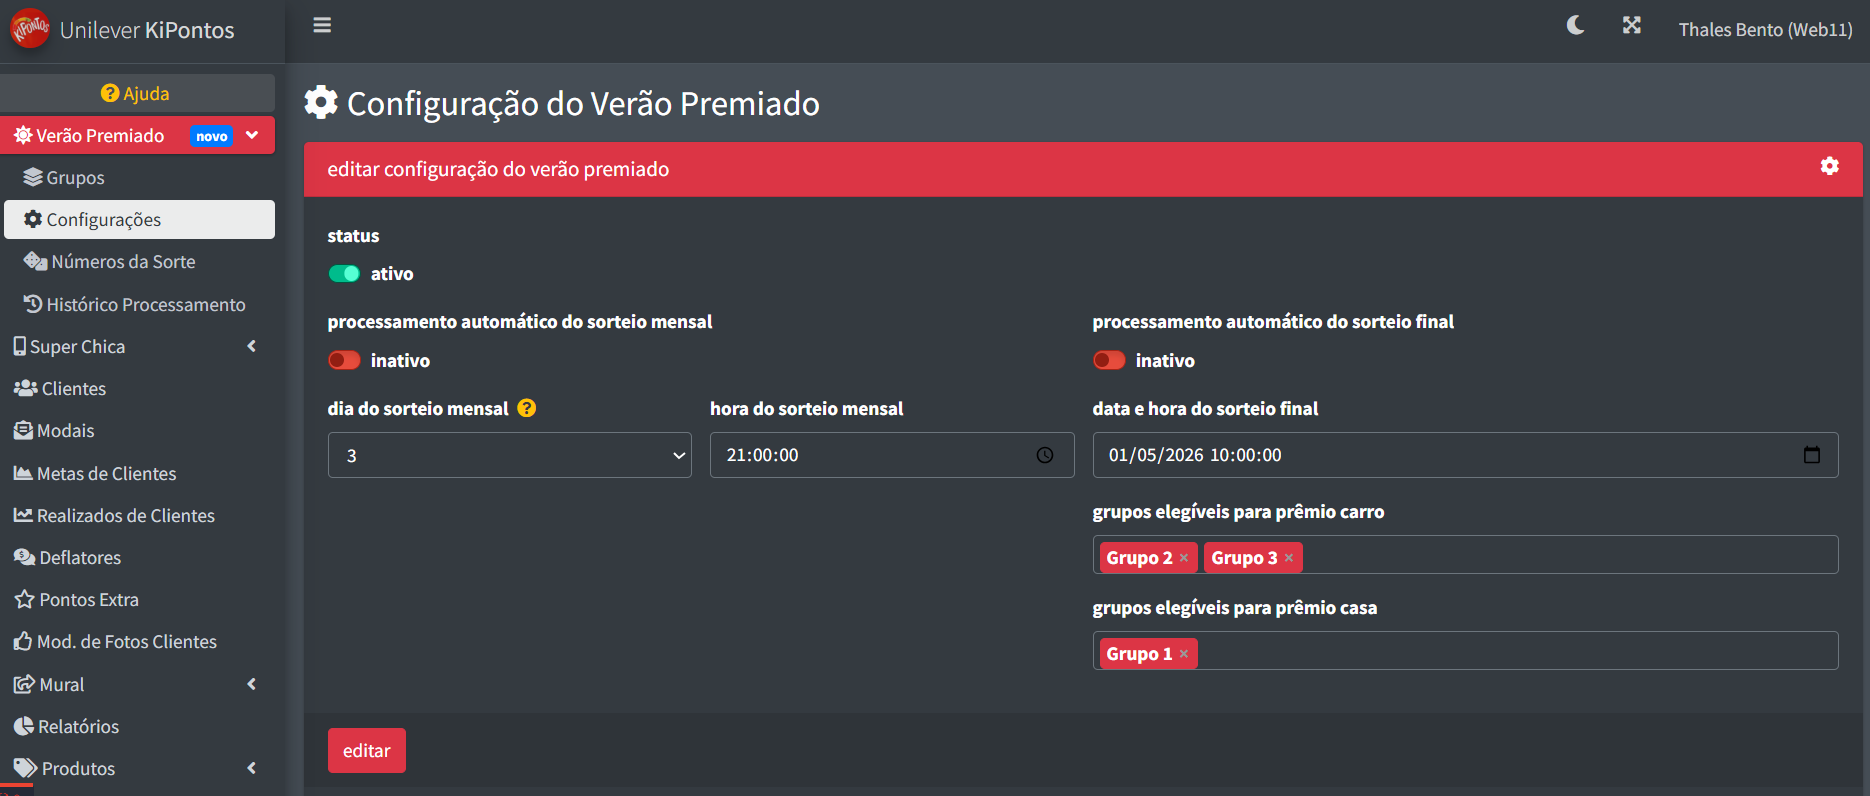 KiPontos
Unilever KiPontos
Thales Bento (Web11)
Ajuda
Verão Premiado novo
Grupos
Configurações
Números da Sorte
Histórico Processamento
Super Chica
Clientes
Modais
Metas de Clientes
Realizados de Clientes
Deflatores
Pontos Extra
Mod. de Fotos Clientes
Mural
Relatórios
Produtos
Configuração do Verão Premiado
editar configuração do verão premiado
status
ativo
processamento automático do sorteio mensal
inativo
processamento automático do sorteio final
inativo
dia do sorteio mensal ?
3
hora do sorteio mensal
21:00:00
data e hora do sorteio final
01/05/2026 10:00:00
grupos elegíveis para prêmio carro
Grupo 2 × Grupo 3 ×
grupos elegíveis para prêmio casa
Grupo 1 ×
editar